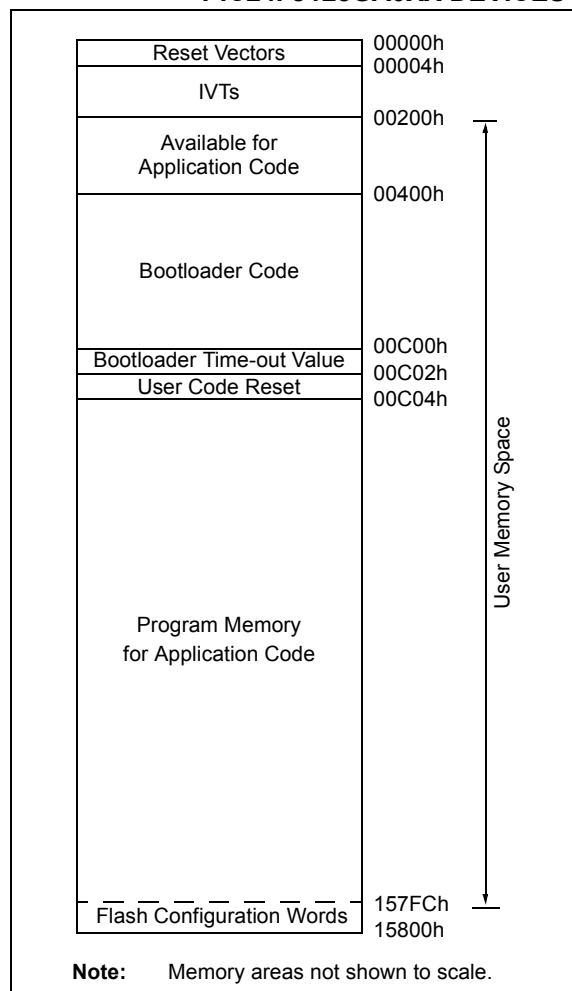 Reset Vectors
00000h
00004h
IVTs
00200h
Available for
Application Code
00400h
Bootloader Code
00C00h
Bootloader Time-out Value
00C02h
User Code Reset
00C04h
User Memory Space
Program Memory
for Application Code
157FCh
Flash Configuration Words
15800h
Note: Memory areas not shown to scale.